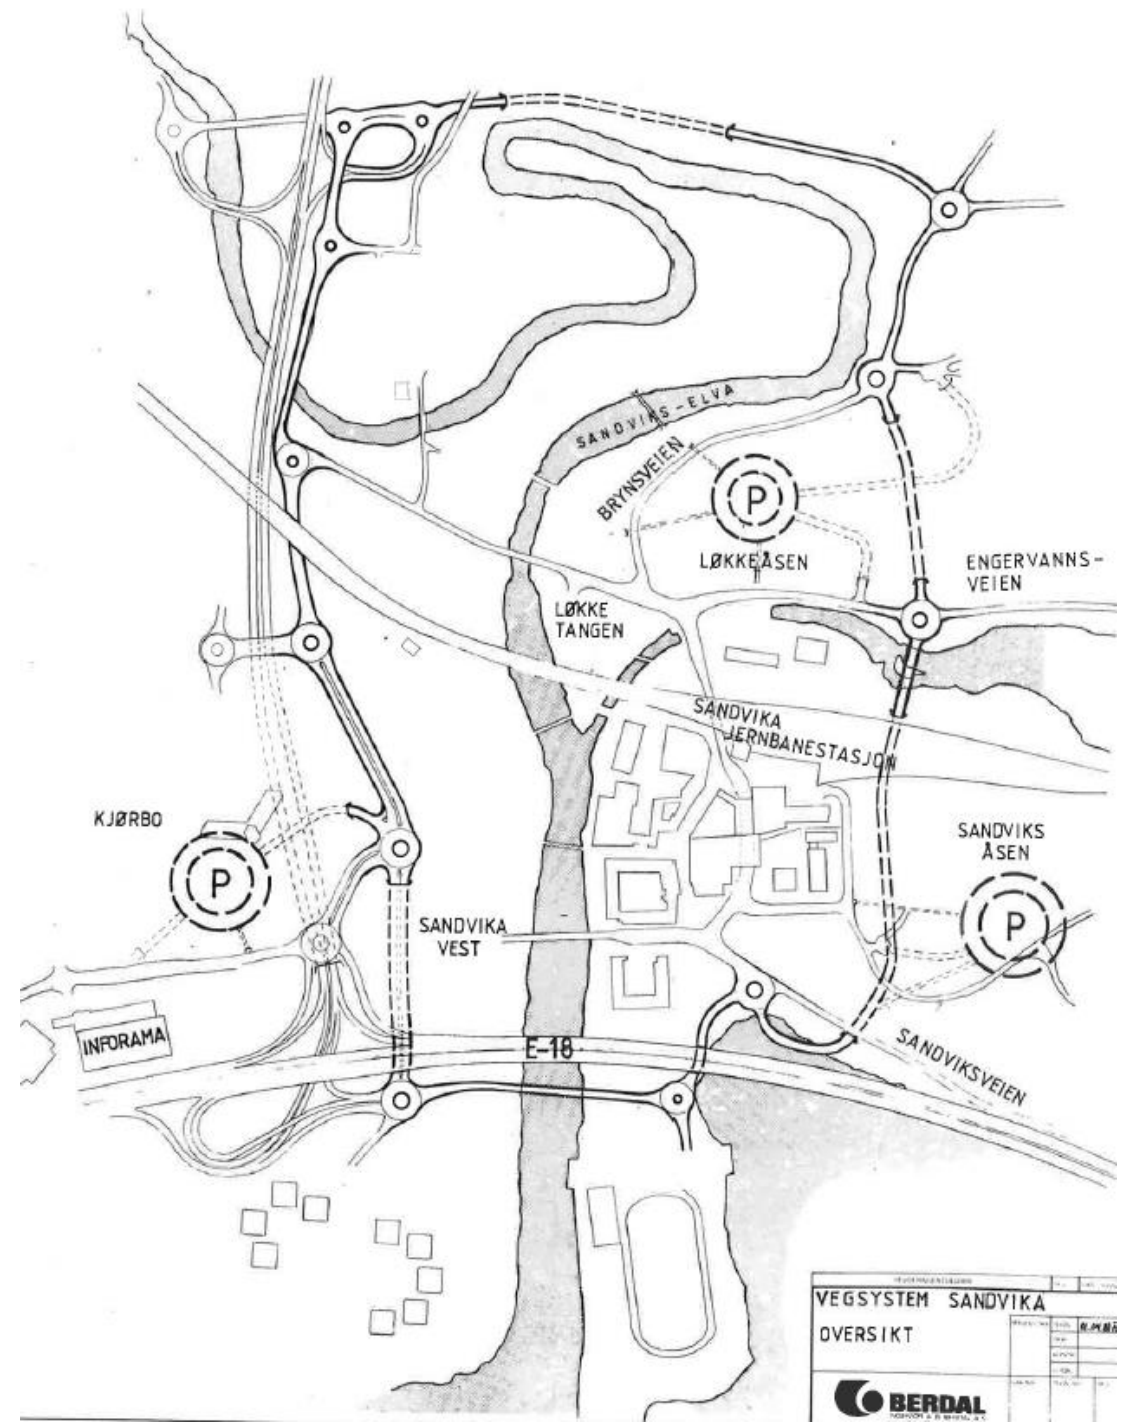 SANDVIKS-ELVA
BRYNSVEIEN
P
LØKKEÅSEN
ENGERVANNS-
VEIEN
LØKKE
TANGEN
SANDVIKA
JERNBANESTASJON
KJØRBO
P
SANDVIKS
ÅSEN
P
SANDVIKA
VEST
INFORAMA
E-18
SANDVIKSVEIEN
VEGSYSTEM SANDVIKA
OVERSIKT
BERDAL